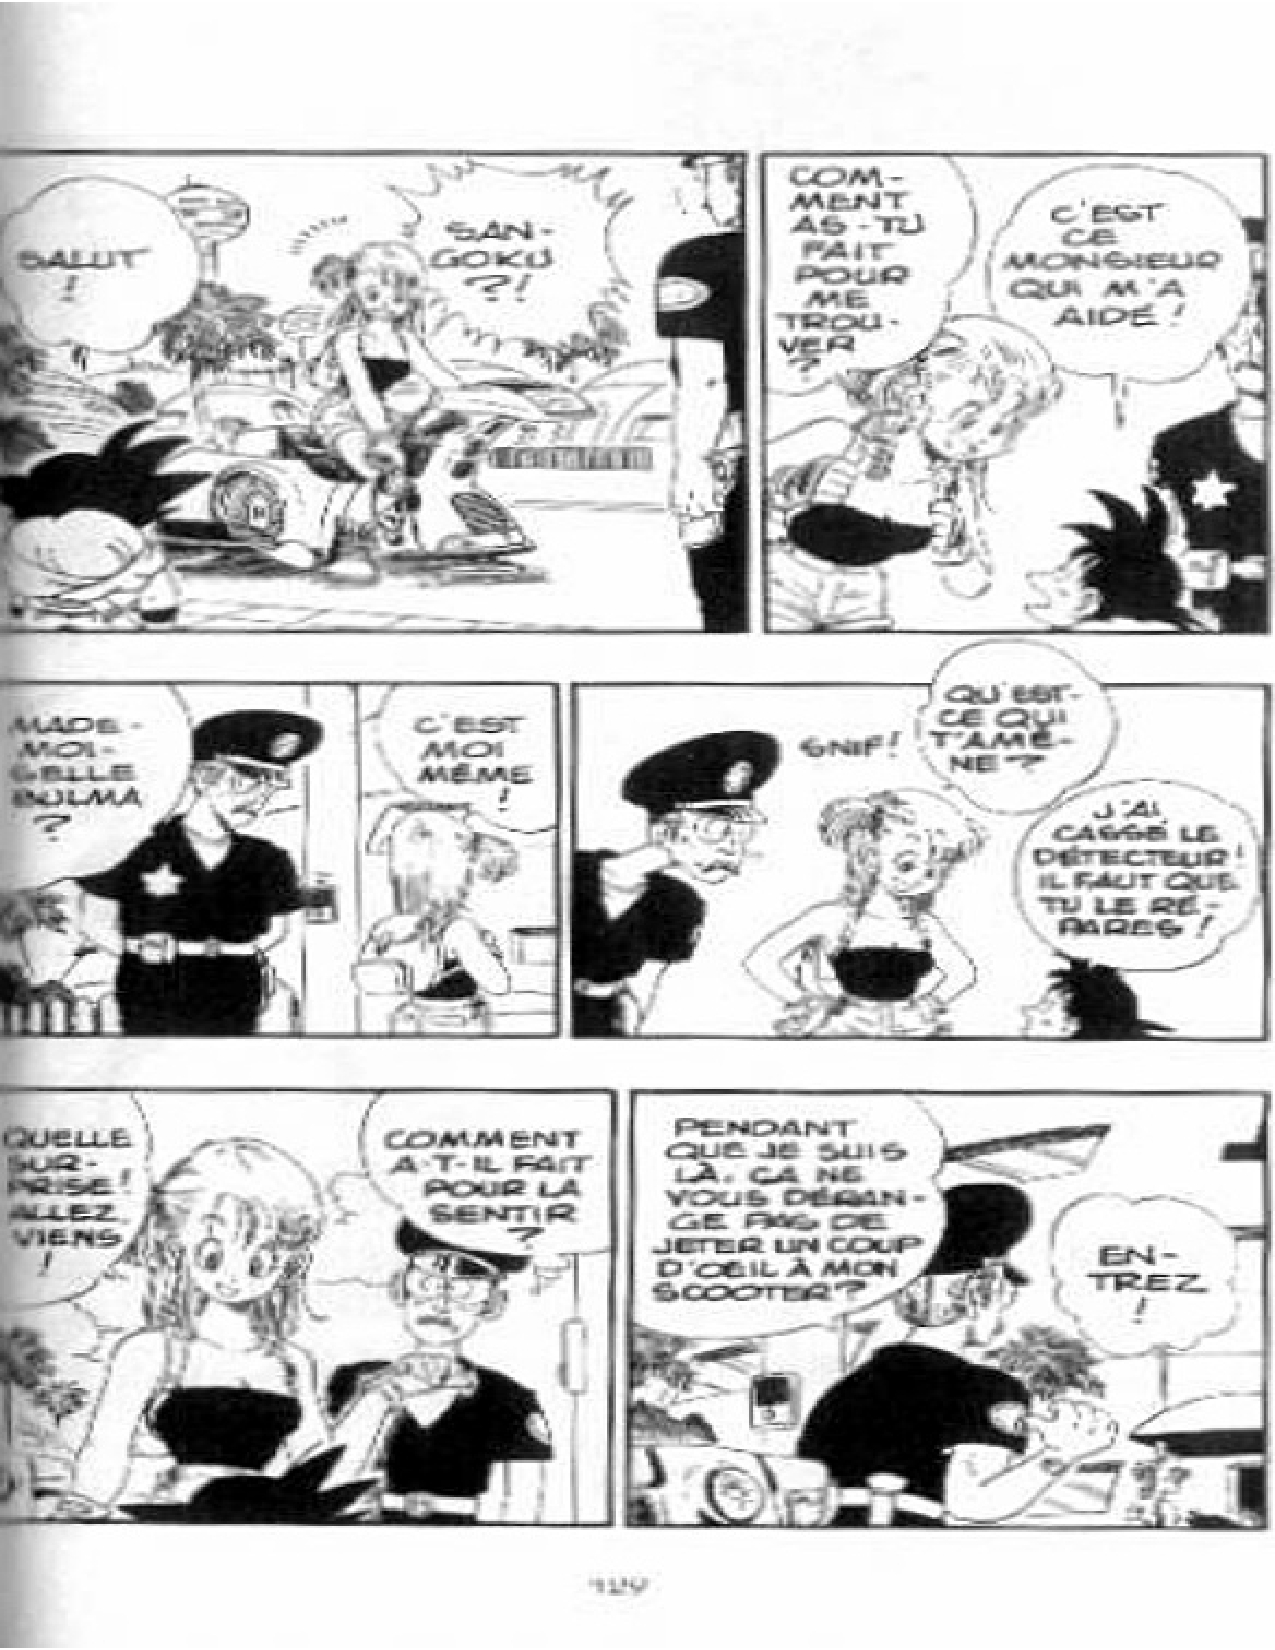 SALUT
!
SAN-
GOKU
?!
COM-
MENT
AS-TU
FAIT
POUR
ME
TROU-
VER
?
C'EST
CE
MONSIEUR
QUI M'A
AIDÉ!
MADE-
MOI-
SELLE
BULMA
?
C'EST
MOI
MÊME
!
SNIF!
QU'EST-
CE QUI
T'AMÈ-
NE?
J'AI
CASSÉ LE
DÉTECTEUR!
IL FAUT QUE
TU LE RÉ-
PARES!
QUELLE
SUR-
PRISE!
ALLEZ,
VIENS
!
COMMENT
A-T-IL FAIT
POUR LA
SENTIR
?
PENDANT
QUE JE SUIS
LÀ, ÇA NE
VOUS DÉRAN-
GE PAS DE
JETER UN COUP
D'OEIL À MON
SCOOTER?
EN-
TREZ
!